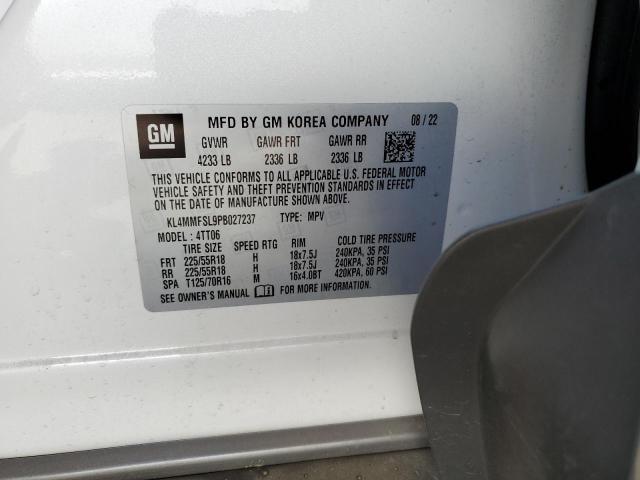 GM MFD BY GM KOREA COMPANY 08 / 22
GVWR GAWR FRT GAWR RR
4233 LB 2336 LB 2336 LB
THIS VEHICLE CONFORMS TO ALL APPLICABLE U.S. FEDERAL MOTOR
VEHICLE SAFETY AND THEFT PREVENTION STANDARDS IN EFFECT
ON THE DATE OF MANUFACTURE SHOWN ABOVE.
KL4MMFSL9PB027237 TYPE: MPV
MODEL : 4TT06
TIRE SIZE SPEED RTG RIM COLD TIRE PRESSURE
FRT 225/55R18 H 18x7.5J 240KPA, 35 PSI
RR 225/55R18 H 18x7.5J 240KPA, 35 PSI
SPA T125/70R16 M 16x4.0BT 420KPA, 60 PSI
SEE OWNER'S MANUAL FOR MORE INFORMATION.